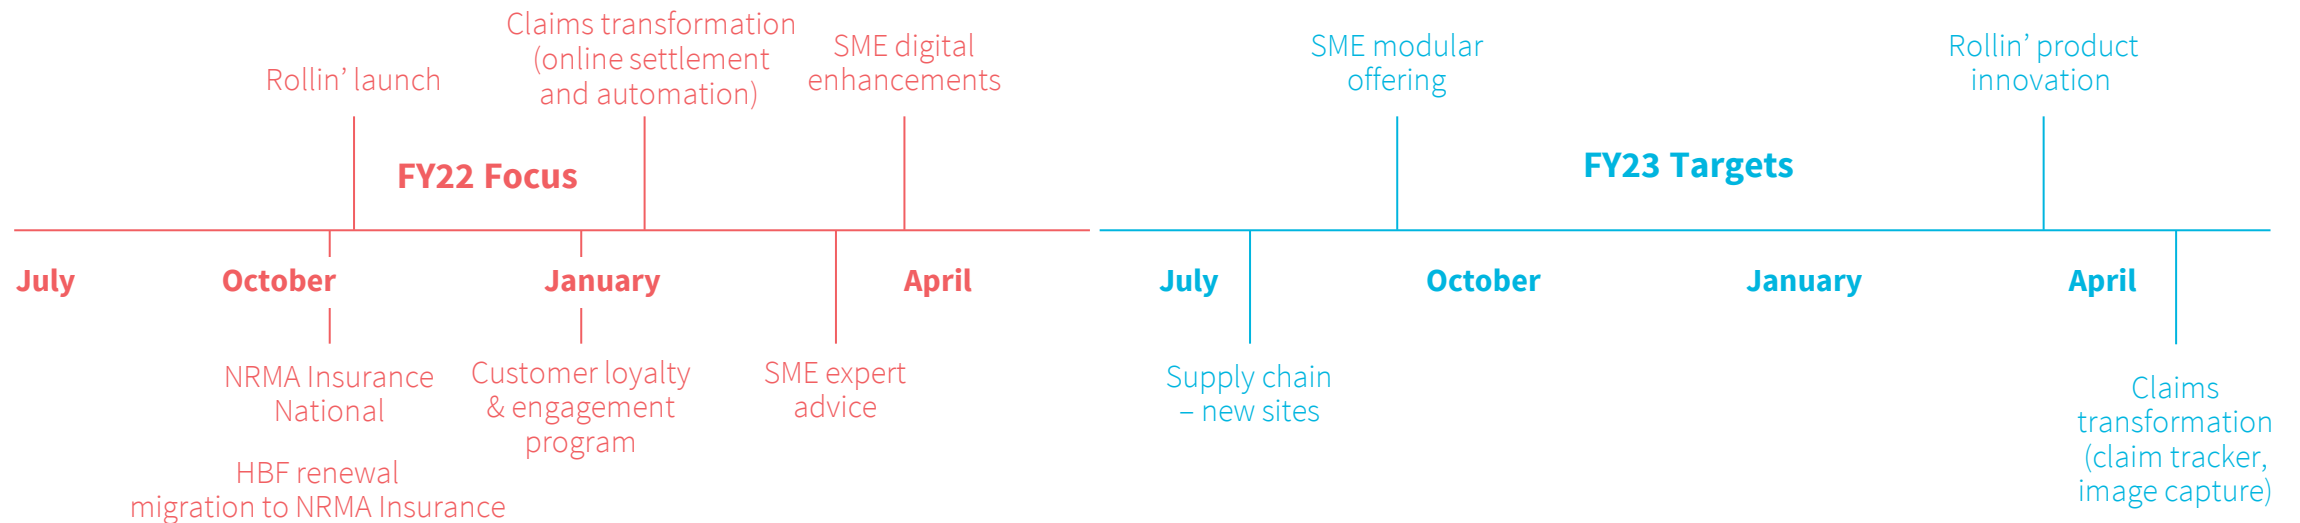 Rollin’ launch
Claims transformation
(online settlement
and automation)
SME digital
enhancements
FY22 Focus
July
October
January
April
NRMA Insurance
National
HBF renewal
migration to NRMA Insurance
Customer loyalty
& engagement
program
SME expert
advice
SME modular
offering
Rollin’ product
innovation
FY23 Targets
July
October
January
April
Supply chain
– new sites
Claims
transformation
(claim tracker,
image capture)